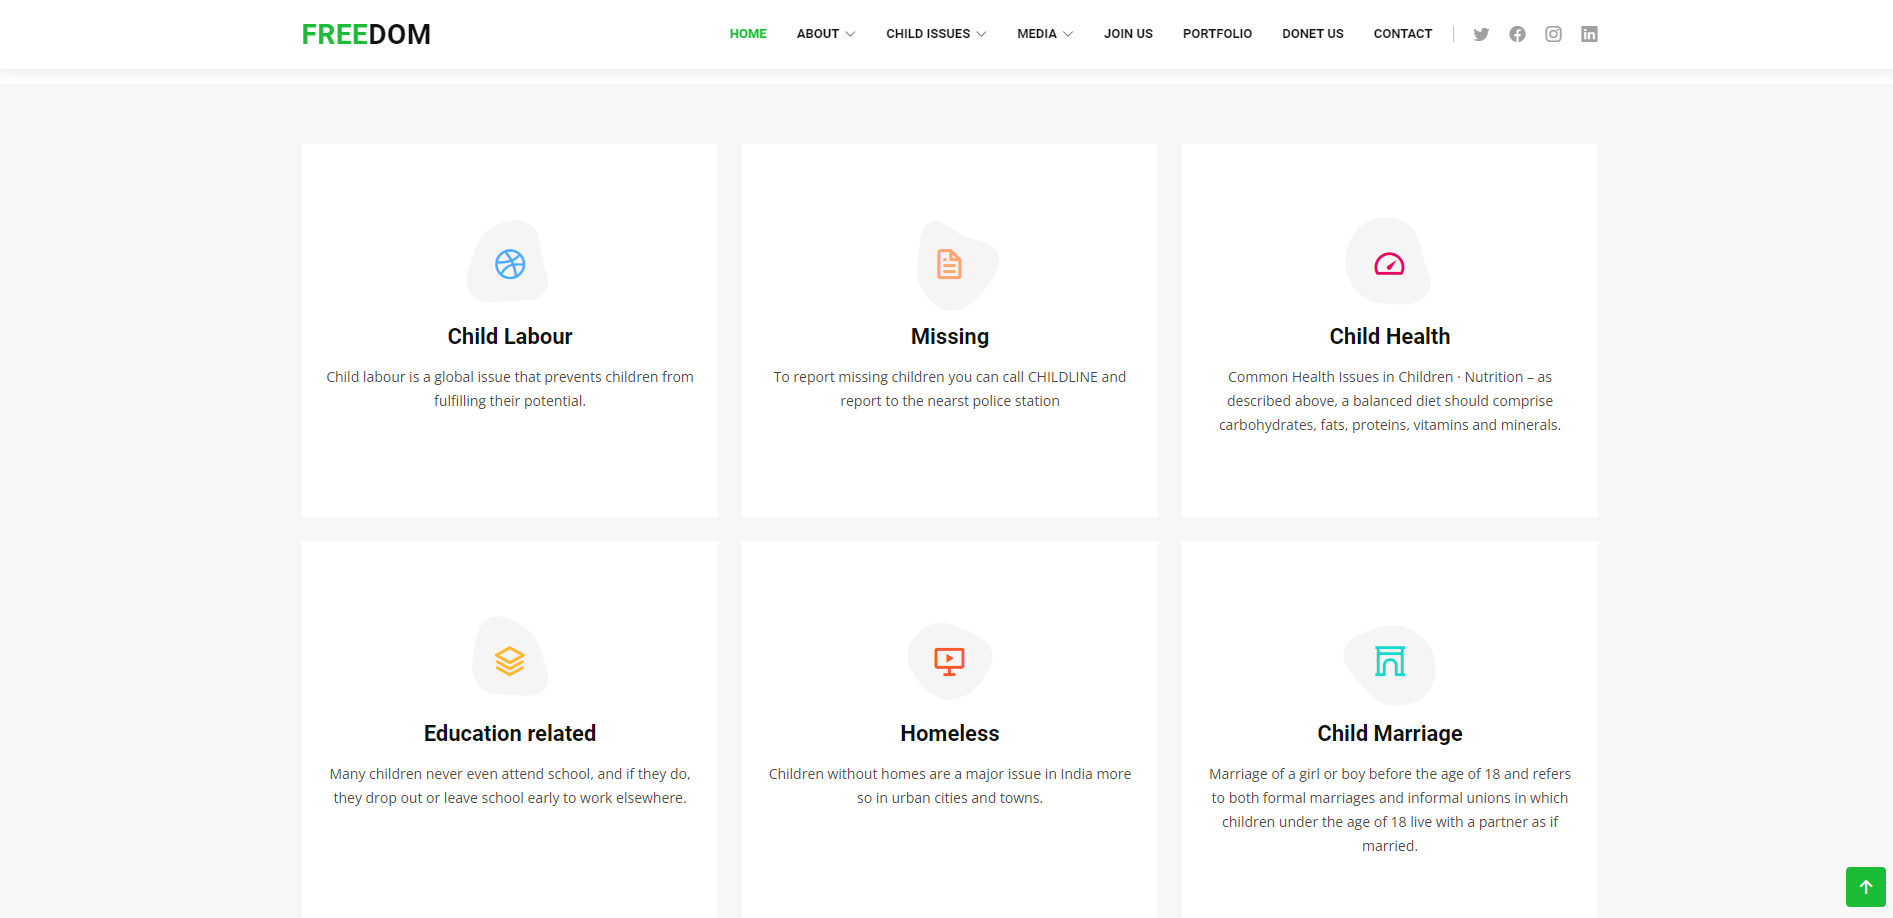 FREEDOM
HOME ABOUT CHILD ISSUES MEDIA JOIN US PORTFOLIO DONET US CONTACT
Child Labour
Child labour is a global issue that prevents children from
fulfilling their potential.
Missing
To report missing children you can call CHILDLINE and
report to the nearst police station
Child Health
Common Health Issues in Children · Nutrition – as
described above, a balanced diet should comprise
carbohydrates, fats, proteins, vitamins and minerals.
Education related
Many children never even attend school, and if they do,
they drop out or leave school early to work elsewhere.
Homeless
Children without homes are a major issue in India more
so in urban cities and towns.
Child Marriage
Marriage of a girl or boy before the age of 18 and refers
to both formal marriages and informal unions in which
children under the age of 18 live with a partner as if
married.